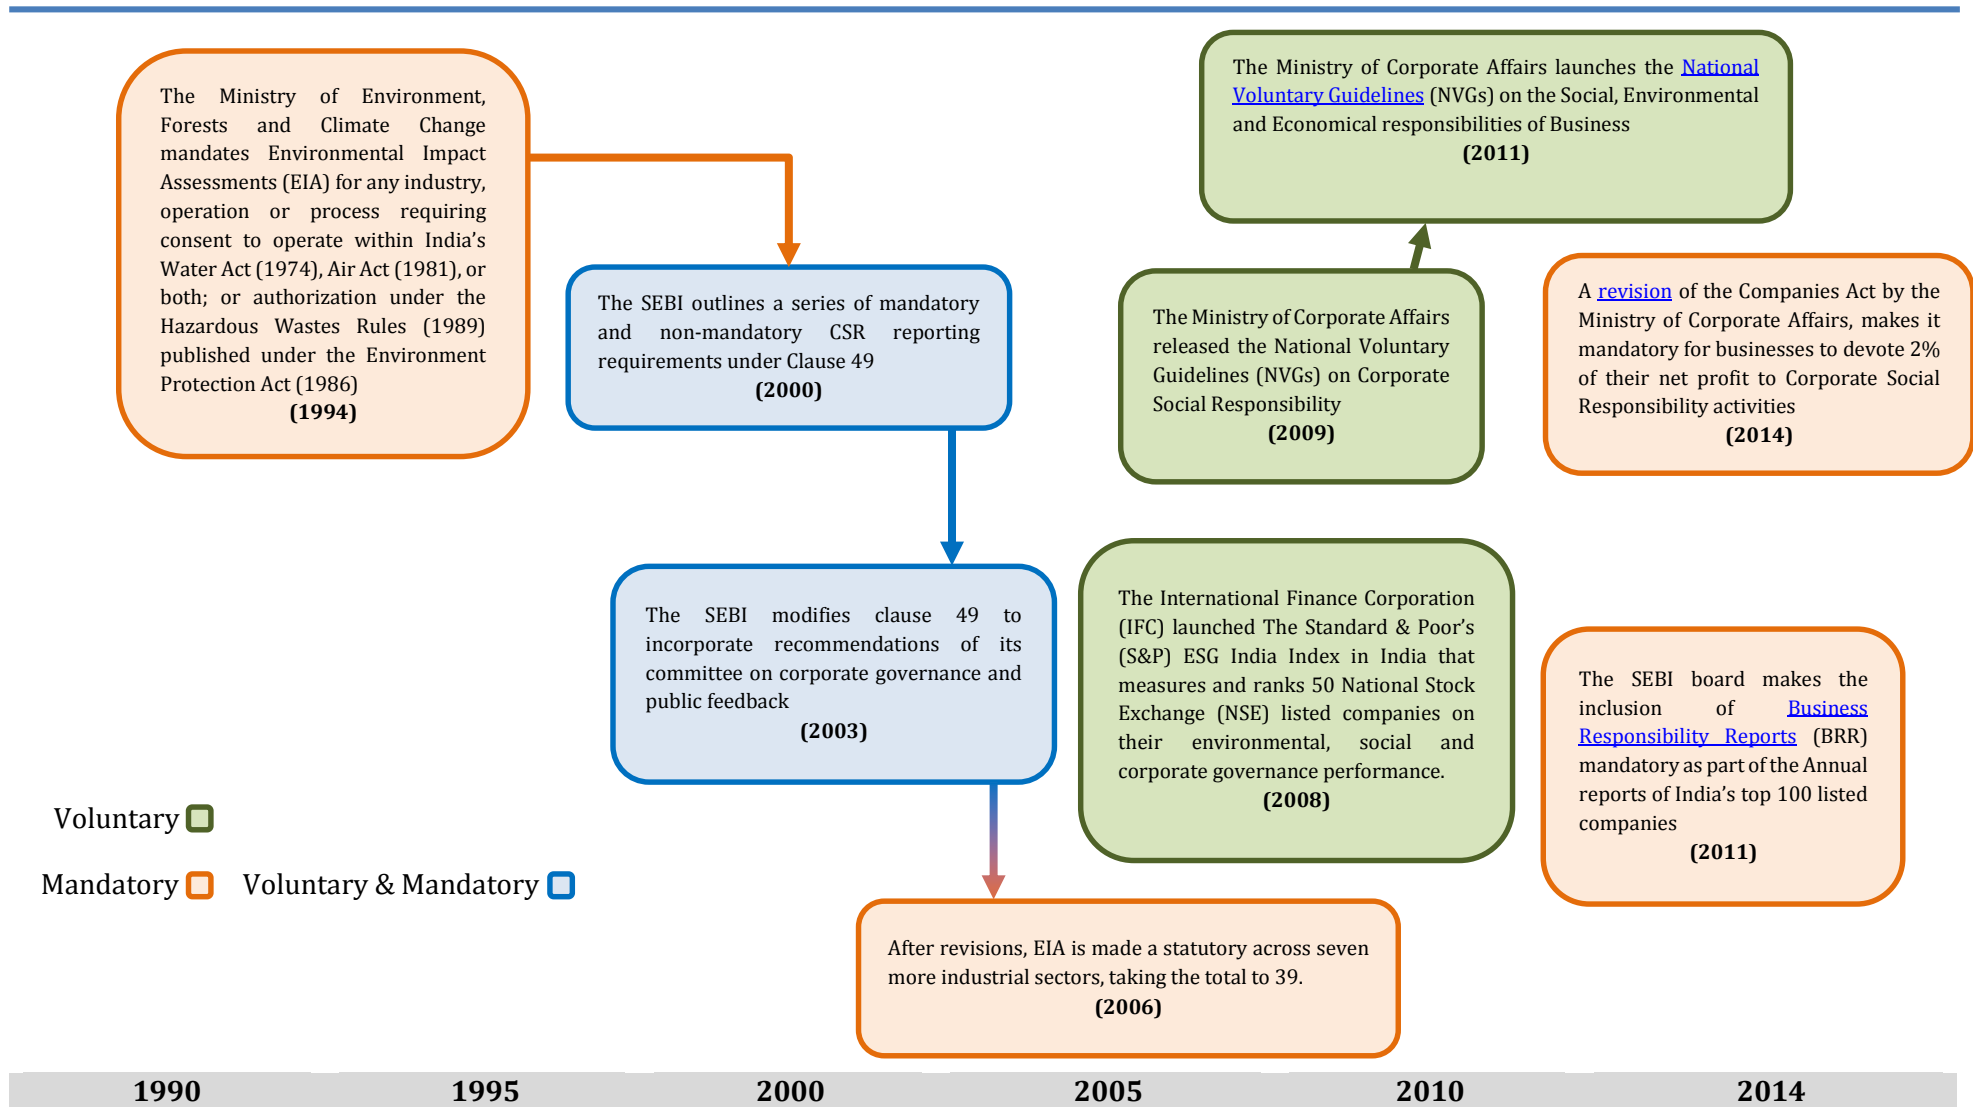 The Ministry of Environment,
Forests and Climate Change
mandates Environmental Impact
Assessments (EIA) for any industry,
operation or process requiring
consent to operate within India’s
Water Act (1974), Air Act (1981), or
both; or authorization under the
Hazardous Wastes Rules (1989)
published under the Environment
Protection Act (1986)
(1994)
The SEBI outlines a series of mandatory
and non-mandatory CSR reporting
requirements under Clause 49
(2000)
The SEBI modifies clause 49 to
incorporate recommendations of its
committee on corporate governance and
public feedback
(2003)
After revisions, EIA is made a statutory across seven
more industrial sectors, taking the total to 39.
(2006)
The International Finance Corporation
(IFC) launched The Standard & Poor’s
(S&P) ESG India Index in India that
measures and ranks 50 National Stock
Exchange (NSE) listed companies on
their environmental, social and
corporate governance performance.
(2008)
The Ministry of Corporate Affairs
released the National Voluntary
Guidelines (NVGs) on Corporate
Social Responsibility
(2009)
The Ministry of Corporate Affairs launches the National
Voluntary Guidelines (NVGs) on the Social, Environmental
and Economical responsibilities of Business
(2011)
A revision of the Companies Act by the
Ministry of Corporate Affairs, makes it
mandatory for businesses to devote 2%
of their net profit to Corporate Social
Responsibility activities
(2014)
The SEBI board makes the
inclusion of Business
Responsibility Reports (BRR)
mandatory as part of the Annual
reports of India’s top 100 listed
companies
(2011)
Voluntary
Mandatory Voluntary & Mandatory
1990 1995 2000 2005 2010 2014